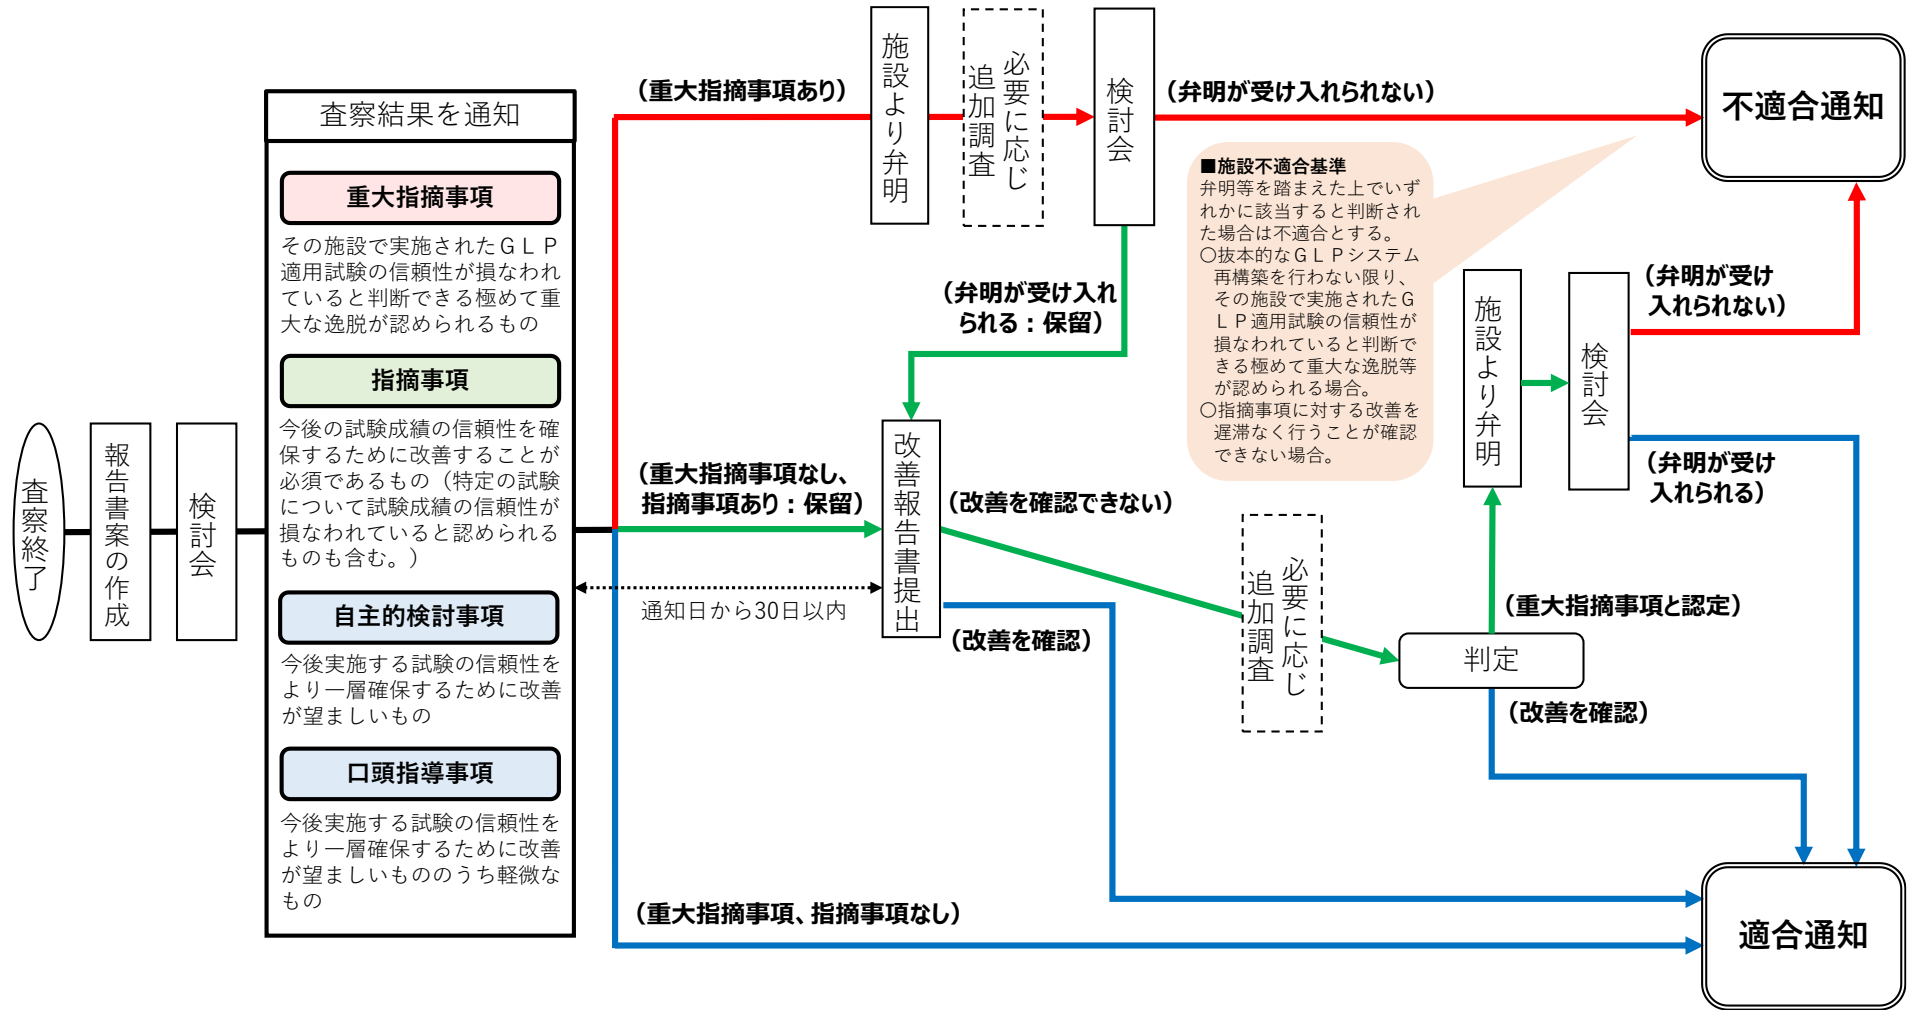 査察終了
報告書案の作成
検討会
査察結果を通知
重大指摘事項
その施設で実施されたＧＬＰ
適用試験の信頼性が損なわれ
ていると判断できる極めて重
大な逸脱が認められるもの
指摘事項
今後の試験成績の信頼性を確
保するために改善することが
必須であるもの（特定の試験
について試験成績の信頼性が
損なわれていると認められる
ものも含む。）
自主的検討事項
今後実施する試験の信頼性を
より一層確保するために改善
が望ましいもの
口頭指導事項
今後実施する試験の信頼性を
より一層確保するために改善
が望ましいもののうち軽微な
もの
（重大指摘事項あり）
施設より弁明
必要に応じ
追加調査
検討会
（弁明が受け入れられない）
不適合通知
■施設不適合基準
弁明等を踏まえた上でいず
れかに該当すると判断され
た場合は不適合とする。
○抜本的なＧＬＰシステム
再構築を行わない限り、
その施設で実施されたＧ
ＬＰ適用試験の信頼性が
損なわれていると判断で
きる極めて重大な逸脱等
が認められる場合。
○指摘事項に対する改善を
遅滞なく行うことが確認
できない場合。
（弁明が受け入れ
られる：保留）
（重大指摘事項なし、
指摘事項あり：保留）
改善報告書提出
通知日から30日以内
（改善を確認できない）
（改善を確認）
必要に応じ
追加調査
判定
（重大指摘事項と認定）
（改善を確認）
施設より弁明
検討会
（弁明が受け
入れられない）
（弁明が受け
入れられる）
（重大指摘事項、指摘事項なし）
適合通知